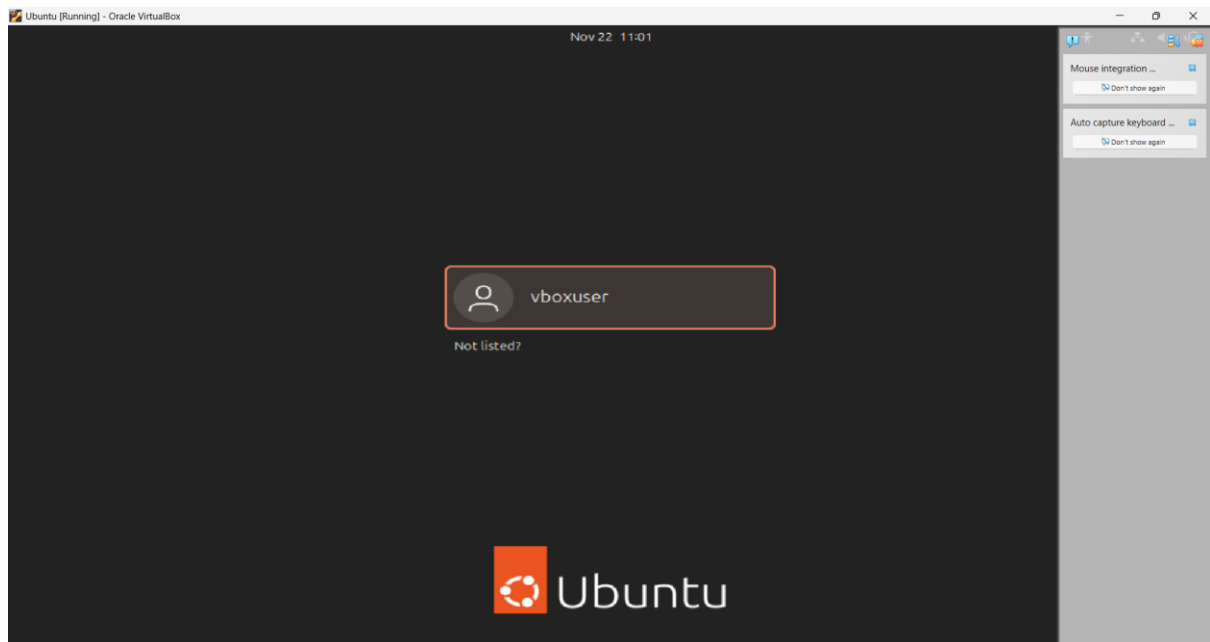 Ubuntu [Running] - Oracle VirtualBox
Nov 22 11:01
Mouse integration ...
Don't show again
Auto capture keyboard ...
Don't show again
vboxuser
Not listed?
Ubuntu